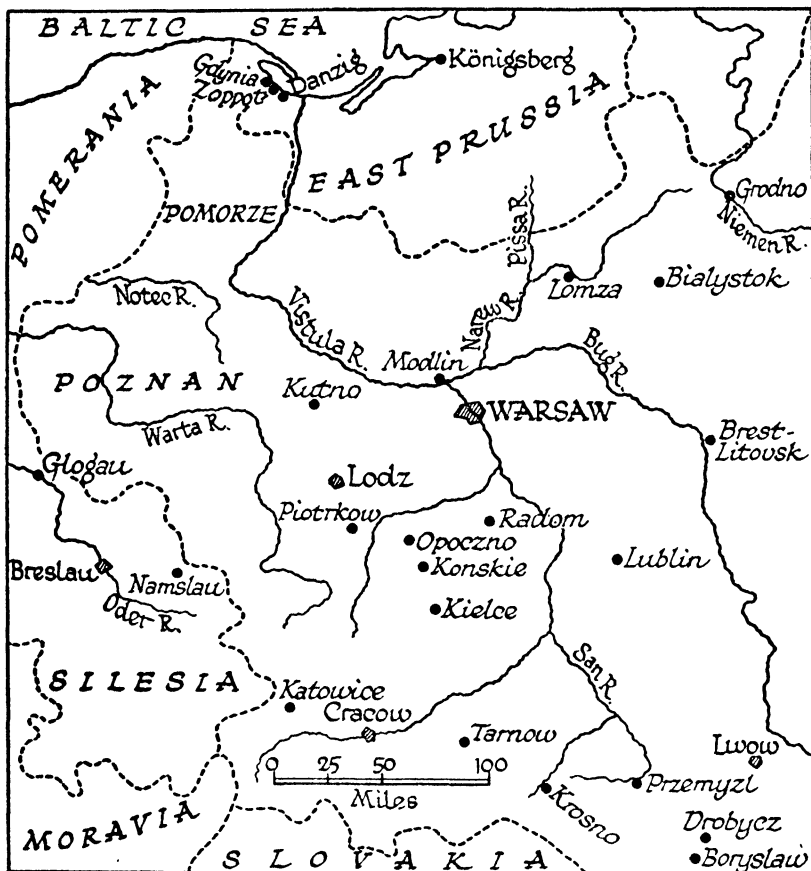 BALTIC SEA
Gdynia
Zoppot
Danzig
Königsberg
POMERANIA
EAST PRUSSIA
POMORZE
Grodno
Niemen R.
Pissa R.
Notec R.
Narew R.
Lomza
Bialystok
Vistula R.
Modlin
Bug R.
POZNAN
Kutno
WARSAW
Warta R.
Brest-
Litovsk
Glogau
Lodz
Piotrkow
Radom
Opoczno
Breslau
Namslau
Konskie
Lublin
Oder R.
Kielce
San R.
SILESIA
Katowice
Cracow
Tarnow
Lwow
0 25 50 100
Miles
Krosno
Przemyzl
MORAVIA
Drobycz
SLOVAKIA
Boryslaw